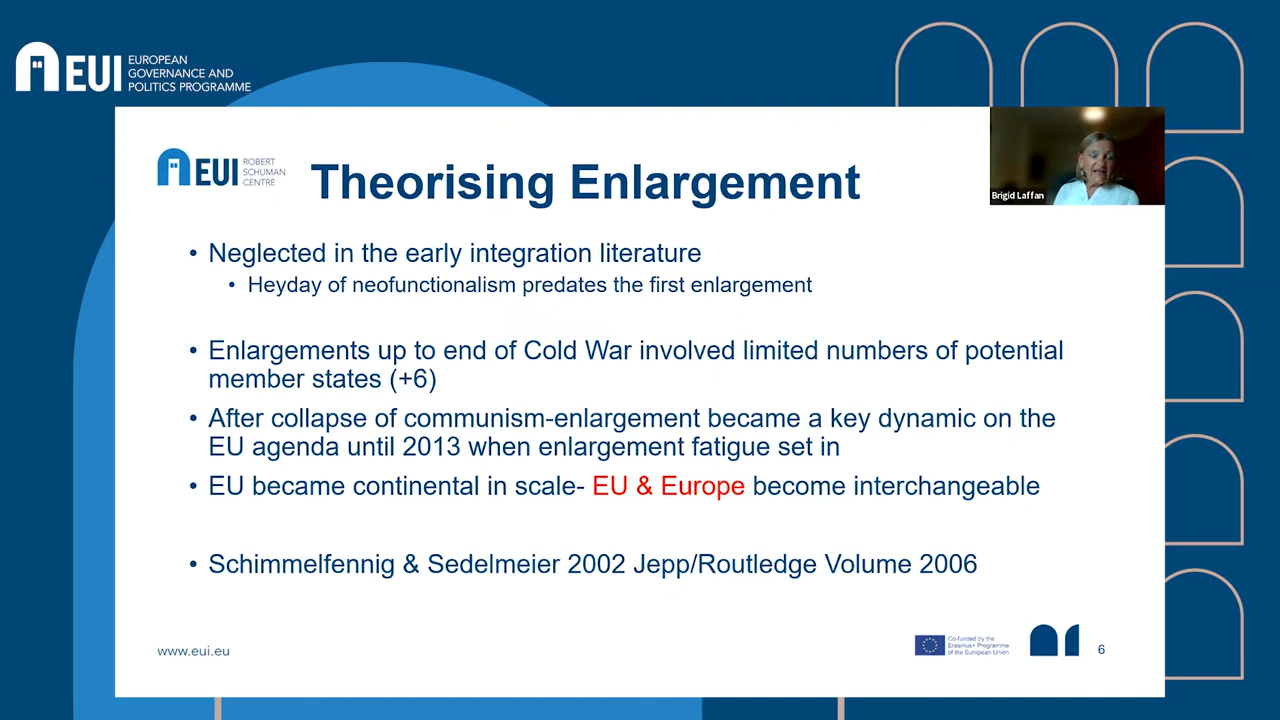 EUI
EUROPEAN
GOVERNANCE AND
POLITICS PROGRAMME
EUI
ROBERT
SCHUMAN
CENTRE
Theorising Enlargement
Brigid Laffan
• Neglected in the early integration literature
• Heyday of neofunctionalism predates the first enlargement
• Enlargements up to end of Cold War involved limited numbers of potential
member states (+6)
• After collapse of communism-enlargement became a key dynamic on the
EU agenda until 2013 when enlargement fatigue set in
• EU became continental in scale- EU & Europe become interchangeable
• Schimmelfennig & Sedelmeier 2002 Jepp/Routledge Volume 2006
www.eui.eu
Co-funded by the
Erasmus+ Programme
of the European Union
6